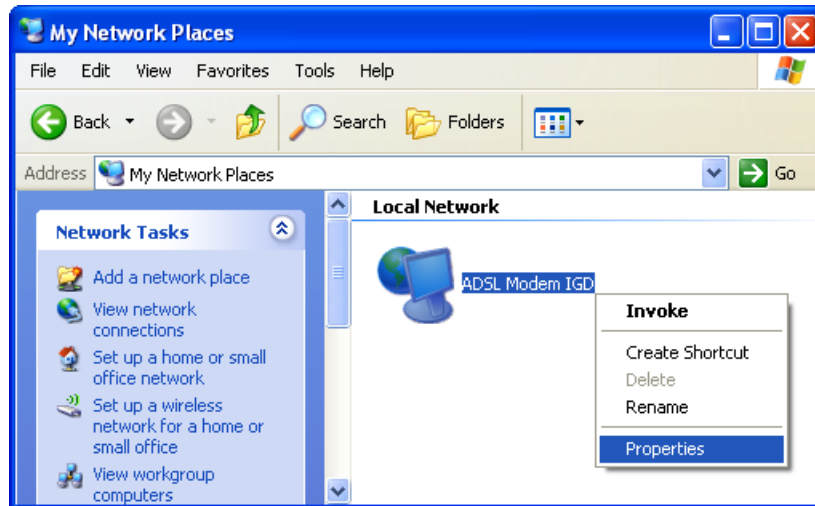 My Network Places
File Edit View Favorites Tools Help
Back Search Folders
Address My Network Places Go
Network Tasks
Add a network place
View network
connections
Set up a home or small
office network
Set up a wireless
network for a home or
small office
View workgroup
computers
Local Network
ADSL Modem IGD
Invoke
Create Shortcut
Delete
Rename
Properties